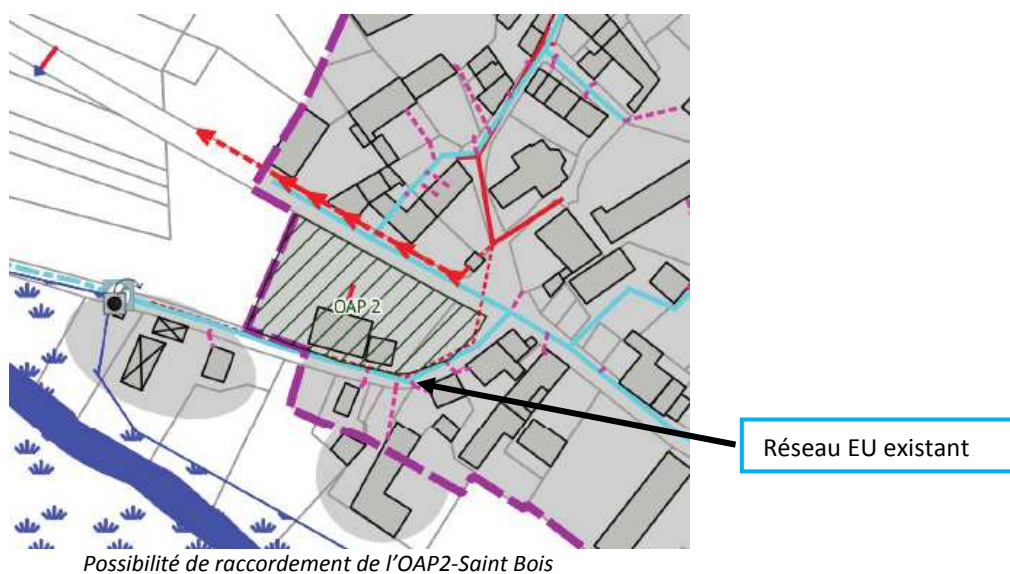 OAP 2
Réseau EU existant
Possibilité de raccordement de l'OAP2-Saint Bois